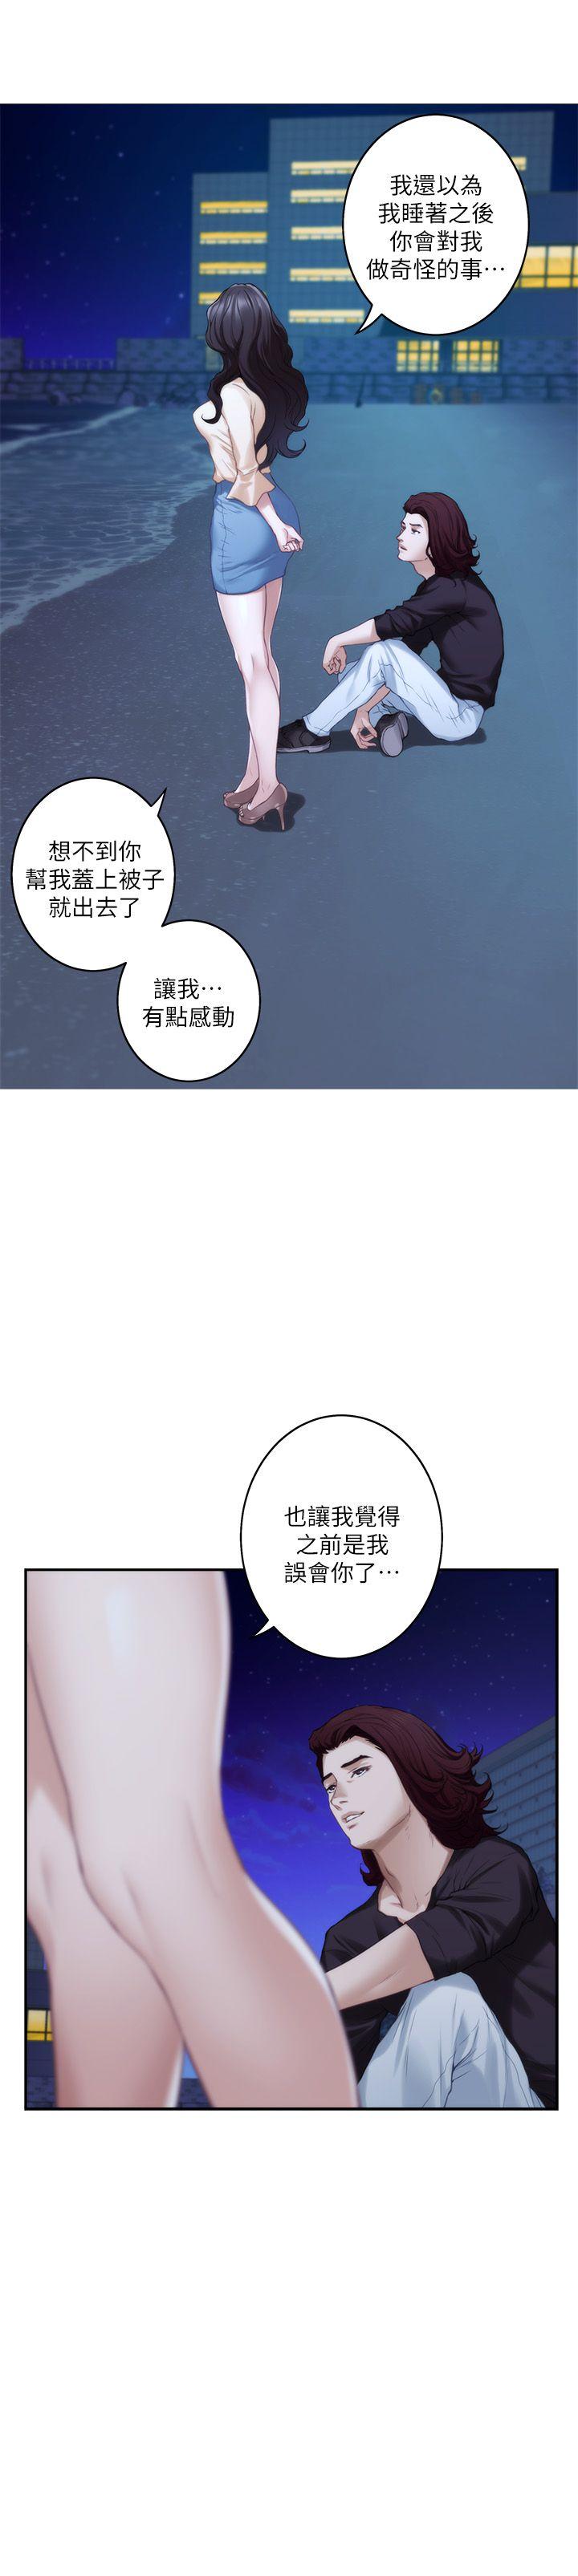 我還以為
我睡著之後
你會對我
做奇怪的事…
想不到你
幫我蓋上被子
就出去了
讓我…
有點感動
也讓我覺得
之前是我
誤會你了…